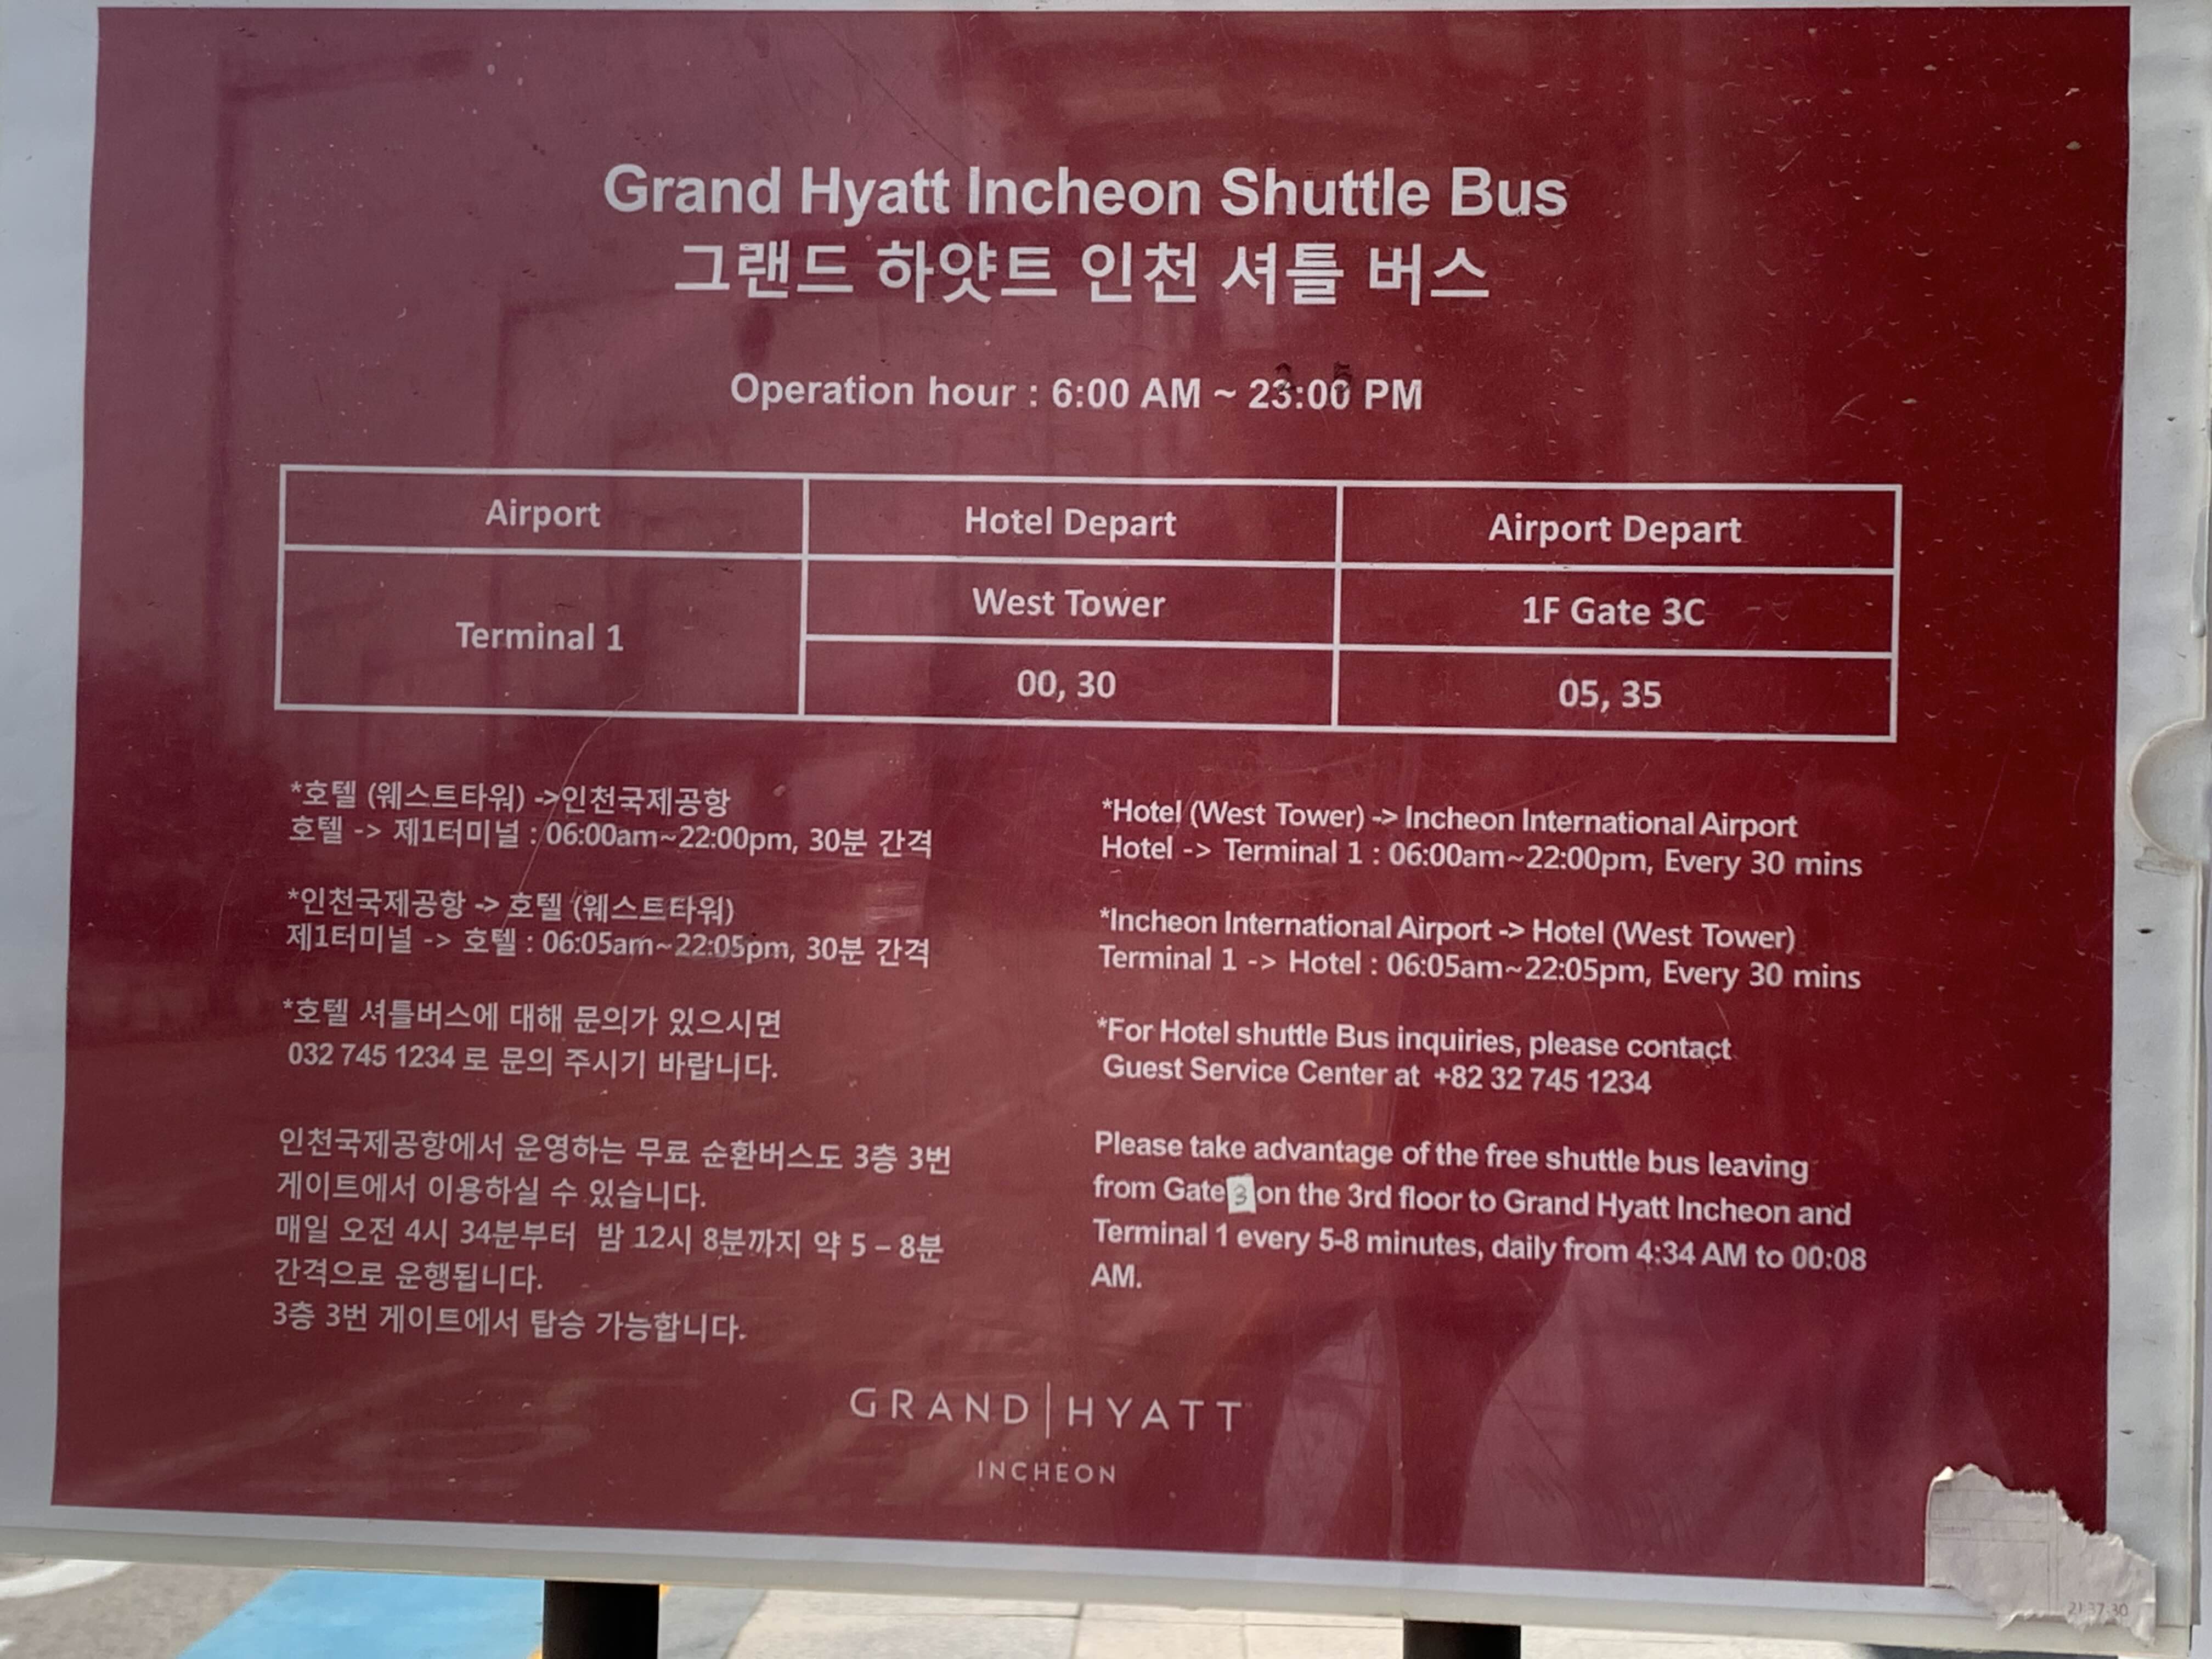 Grand Hyatt Incheon Shuttle Bus
그랜드 하얏트 인천 셔틀 버스
Operation hour : 6:00 AM ~ 23:00 PM
Airport
Hotel Depart
Airport Depart
Terminal 1
West Tower
1F Gate 3C
00, 30
05, 35
*호텔 (웨스트타워) ->인천국제공항
호텔 -> 제1터미널 : 06:00am~22:00pm, 30분 간격
*인천국제공항 -> 호텔 (웨스트타워)
제1터미널 -> 호텔 : 06:05am~22:05pm, 30분 간격
*호텔 셔틀버스에 대해 문의가 있으시면
032 745 1234 로 문의 주시기 바랍니다.
인천국제공항에서 운영하는 무료 순환버스도 3층 3번
게이트에서 이용하실 수 있습니다.
매일 오전 4시 34분부터 밤 12시 8분까지 약 5 – 8분
간격으로 운행됩니다.
3층 3번 게이트에서 탑승 가능합니다.
*Hotel (West Tower) -> Incheon International Airport
Hotel -> Terminal 1 : 06:00am~22:00pm, Every 30 mins
*Incheon International Airport -> Hotel (West Tower)
Terminal 1 -> Hotel : 06:05am~22:05pm, Every 30 mins
*For Hotel shuttle Bus inquiries, please contact
Guest Service Center at +82 32 745 1234
Please take advantage of the free shuttle bus leaving
from Gate 3 on the 3rd floor to Grand Hyatt Incheon and
Terminal 1 every 5-8 minutes, daily from 4:34 AM to 00:08
AM.
GRAND | HYATT
INCHEON
21:37:30